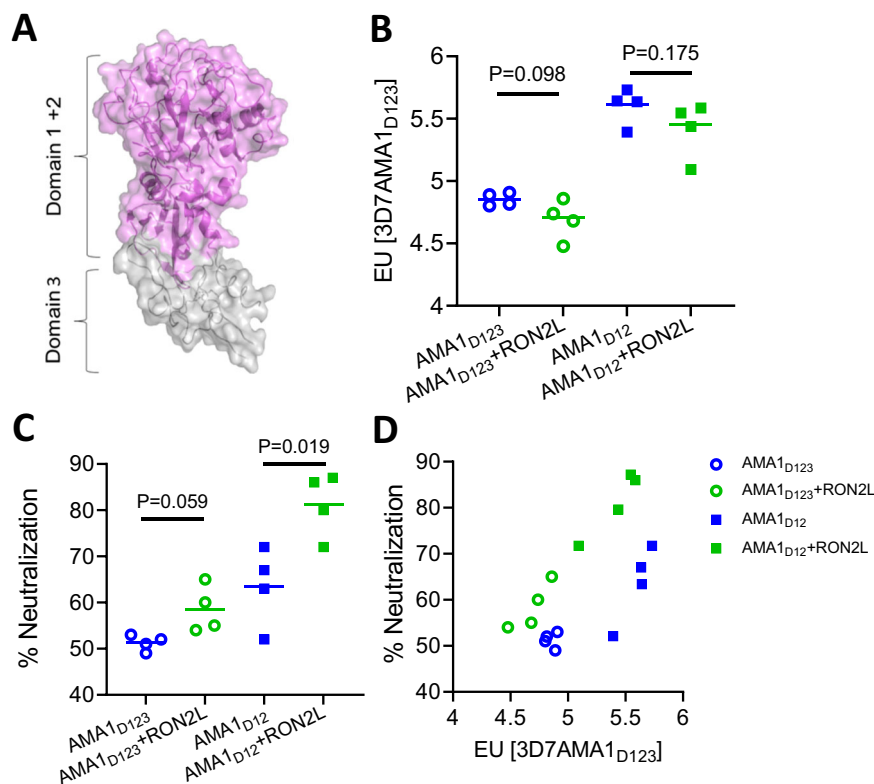 A
Domain 1 +2
Domain 3
B
EU [3D7AMA1D123]
6
5.5
5
4.5
4
P=0.098
P=0.175
AMA1D123
AMA1D123+RON2L
AMA1D12
AMA1D12+RON2L
C
% Neutralization
90
80
70
60
50
40
P=0.059
P=0.019
AMA1D123
AMA1D123+RON2L
AMA1D12
AMA1D12+RON2L
D
% Neutralization
90
80
70
60
50
40
4 4.5 5 5.5 6
EU [3D7AMA1D123]
AMA1D123
AMA1D123+RON2L
AMA1D12
AMA1D12+RON2L